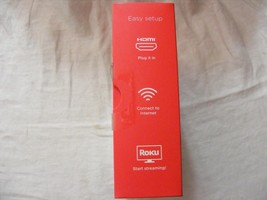 Easy setup
HDMI
Plug it in
Connect to
internet
ROKU
Start streaming!